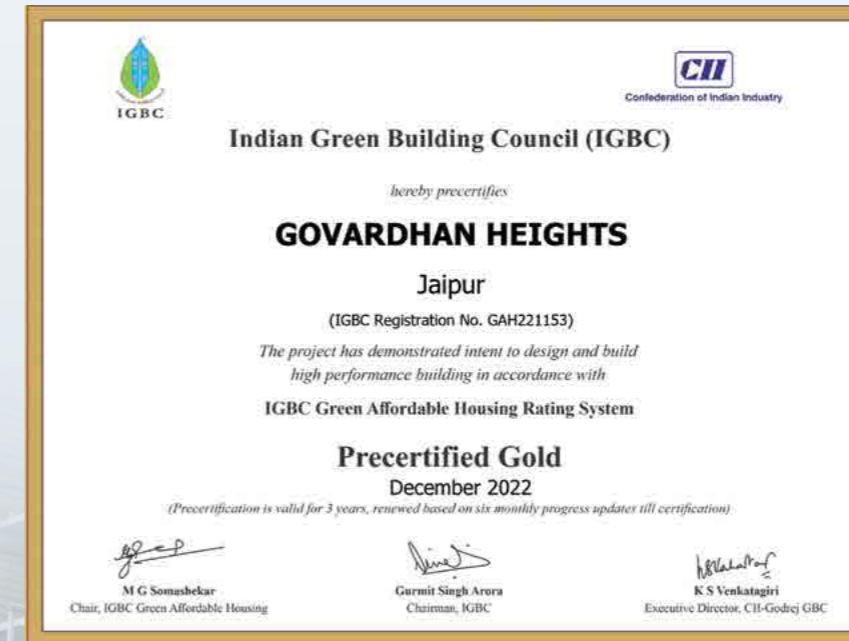 IGBC
CII
Confederation of Indian Industry
Indian Green Building Council (IGBC)
hereby precertifies
GOVARDHAN HEIGHTS
Jaipur
(IGBC Registration No. GAH221153)
The project has demonstrated intent to design and build
high performance building in accordance with
IGBC Green Affordable Housing Rating System
Precertified Gold
December 2022
(Precertification is valid for 3 years, renewed based on six monthly progress updates till certification)
M G Somashekar
Chair, IGBC Green Affordable Housing
Gurmit Singh Arora
Chairman, IGBC
K S Venkatagiri
Executive Director, CII-Godrej GBC